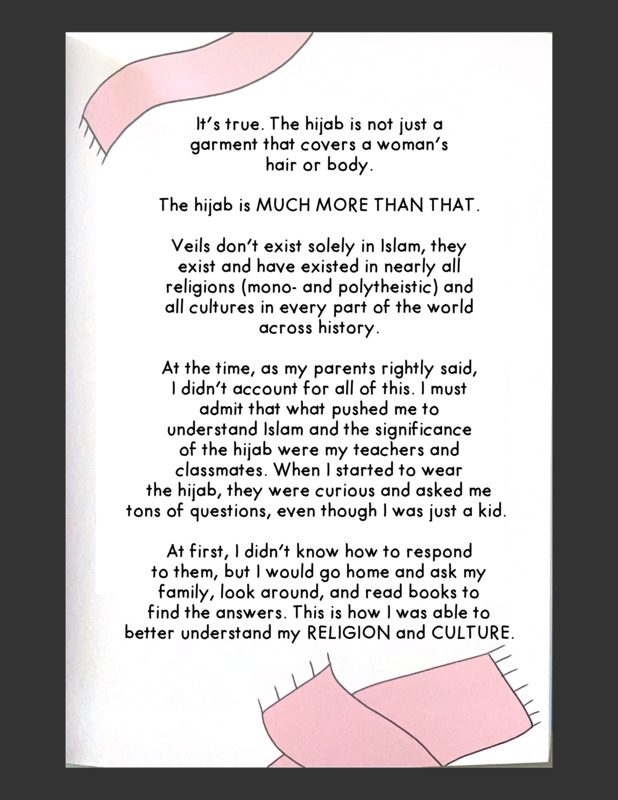 It's true. The hijab is not just a
garment that covers a woman's
hair or body.
The hijab is MUCH MORE THAN THAT.
Veils don't exist solely in Islam, they
exist and have existed in nearly all
religions (mono- and polytheistic) and
all cultures in every part of the world
across history.
At the time, as my parents rightly said,
I didn't account for all of this. I must
admit that what pushed me to
understand Islam and the significance
of the hijab were my teachers and
classmates. When I started to wear
the hijab, they were curious and asked me
tons of questions, even though I was just a kid.
At first, I didn't know how to respond
to them, but I would go home and ask my
family, look around, and read books to
find the answers. This is how I was able to
better understand my RELIGION and CULTURE.